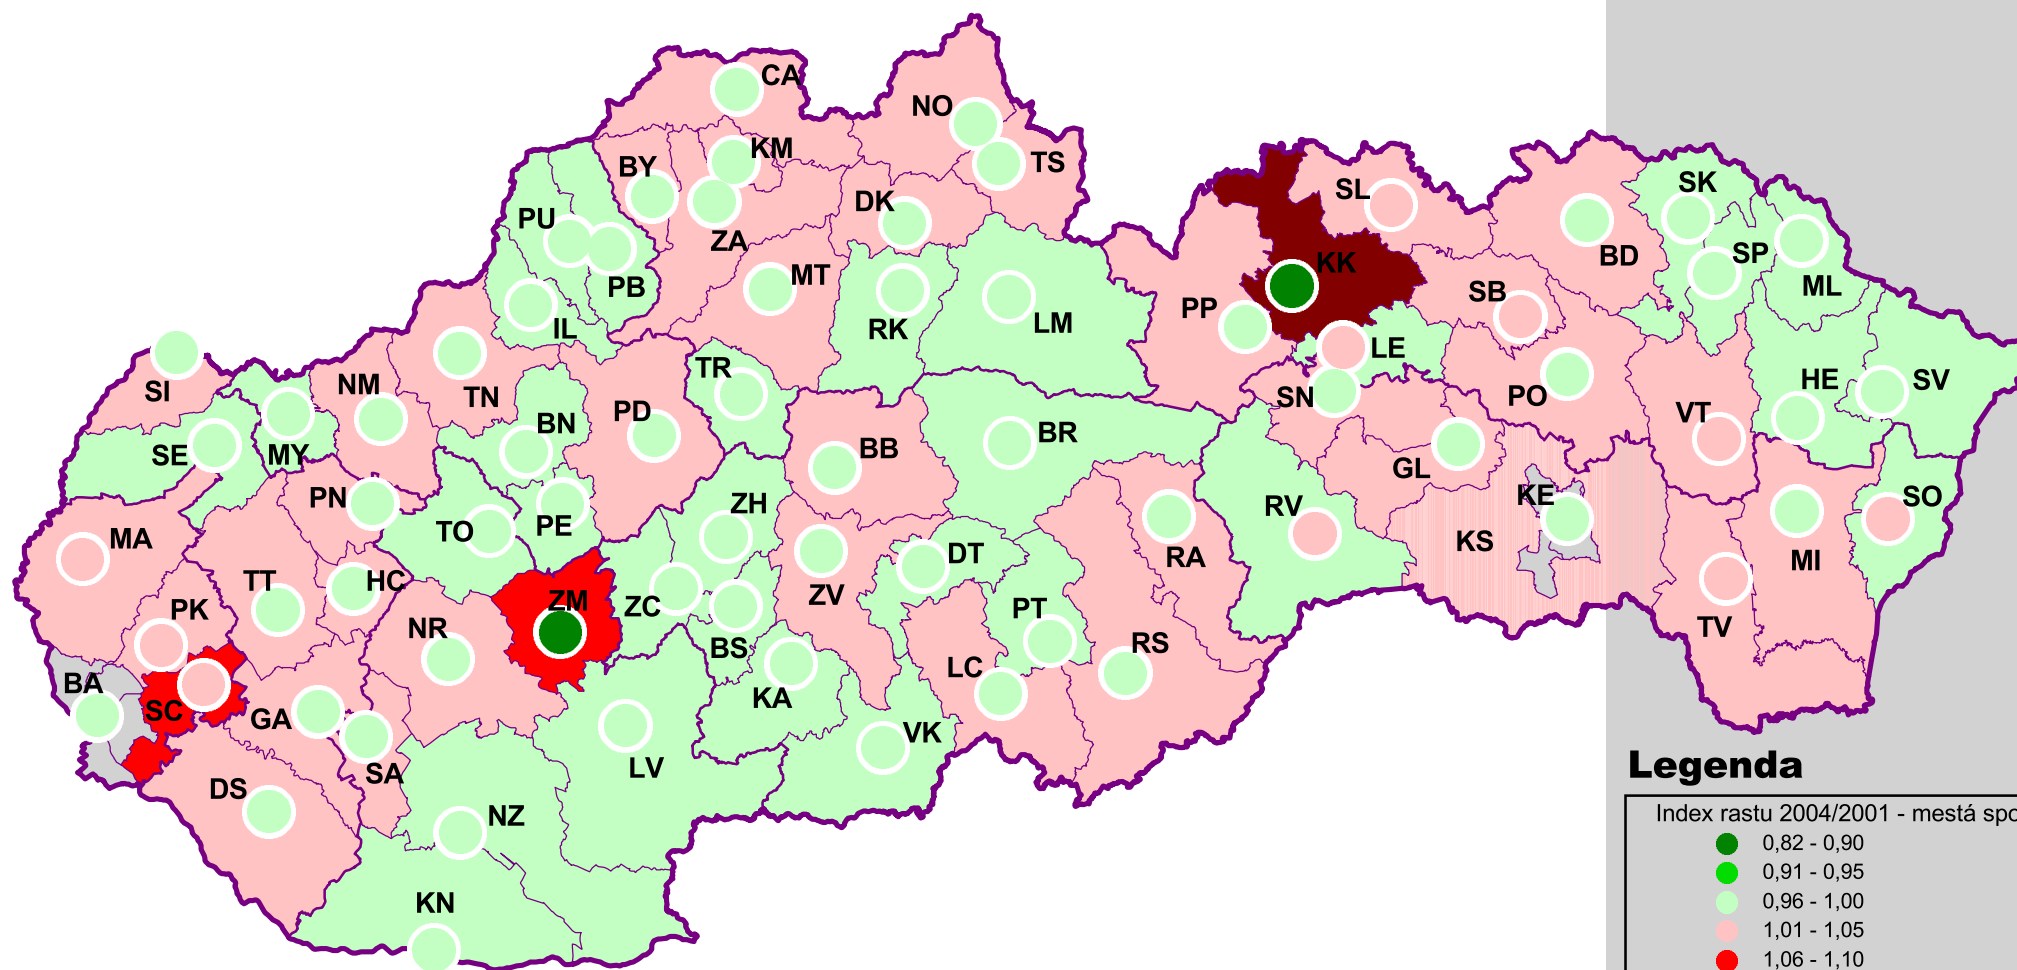 CA
NO
KM
BY
TS
DK
SL
SK
PU
ZA
BD
SP
KK
MT
PB
ML
SB
PP
RK
LM
IL
LE
TR
SI
NM
TN
HE
SV
SN
PO
PD
BN
VT
BR
BB
SE
MY
GL
PN
ZH
KE
SO
RV
TO
PE
MA
KS
DT
RA
MI
TT
HC
ZM
ZV
ZC
PK
PT
NR
TV
BS
RS
LC
BA
KA
SC
GA
VK
LV
SA
DS
NZ
KN
Legenda
Index rastu 2004/2001 - mestá spo
0,82 - 0,90
0,91 - 0,95
0,96 - 1,00
1,01 - 1,05
1,06 - 1,10